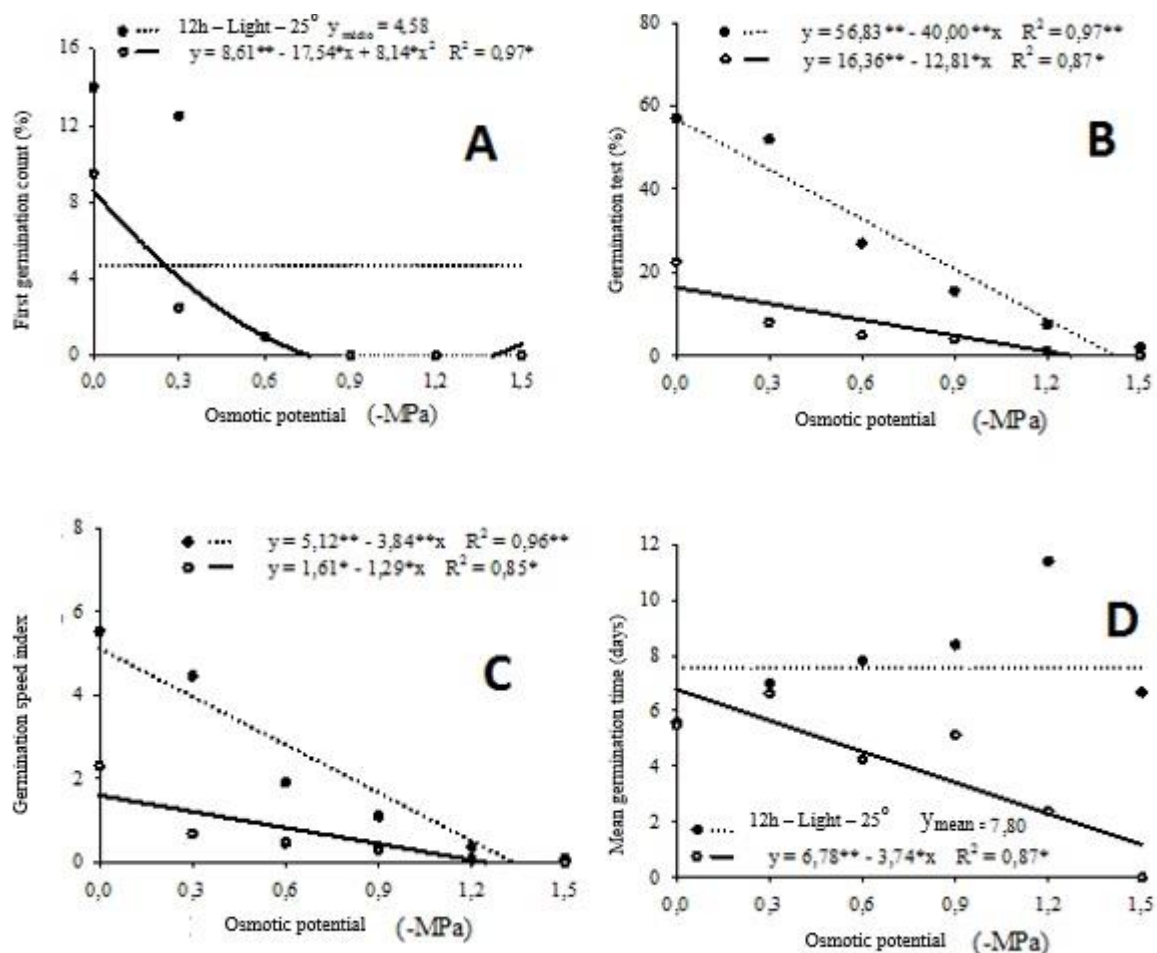 12h – Light – 25° y médio = 4,58
y = 8,61** - 17,54*x + 8,14*x² R² = 0,97*
16
12
8
4
0
First germination count (%)
A
0,0 0,3 0,6 0,9 1,2 1,5
Osmotic potential (-MPa)
y = 56,83** - 40,00**x R² = 0,97**
y = 16,36** - 12,81*x R² = 0,87*
80
60
40
20
0
Germination test (%)
B
0,0 0,3 0,6 0,9 1,2 1,5
Osmotic potential (-MPa)
y = 5,12** - 3,84**x R² = 0,96**
y = 1,61* - 1,29*x R² = 0,85*
8
6
4
2
0
Germination speed index
C
0,0 0,3 0,6 0,9 1,2 1,5
Osmotic potential (-MPa)
12
10
8
6
4
2
0
Mean germination time (days)
D
12h – Light – 25° ymean = 7,80
y = 6,78** - 3,74*x R² = 0,87*
0,0 0,3 0,6 0,9 1,2 1,5
Osmotic potential (-MPa)